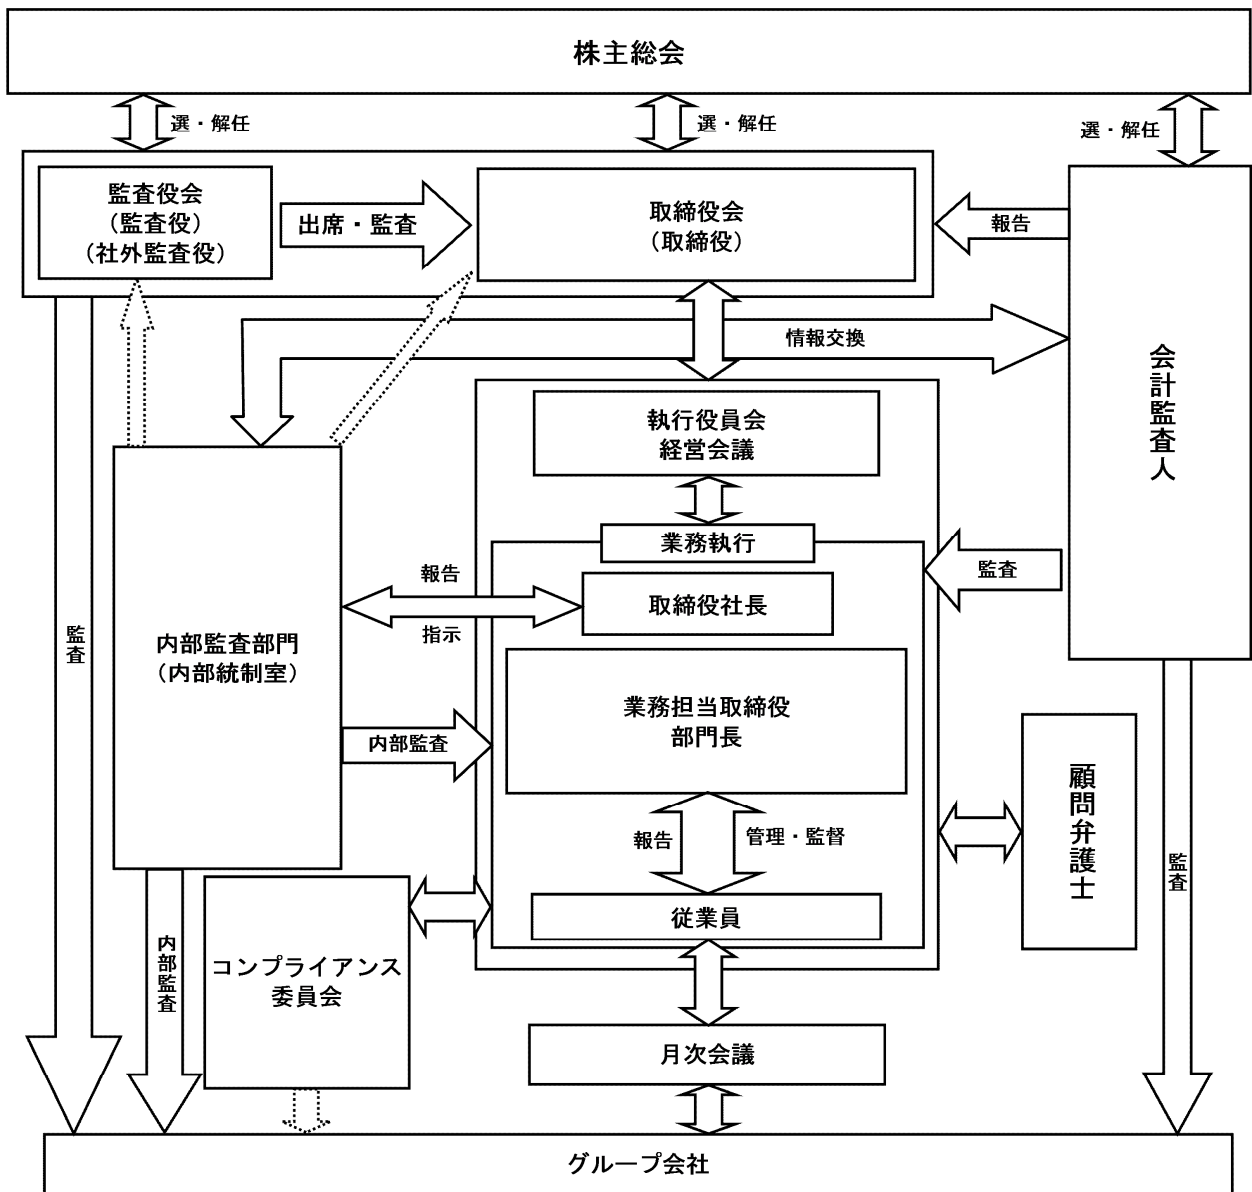 株主総会
選・解任
選・解任
選・解任
監査役会
（監査役）
（社外監査役）
出席・監査
取締役会
（取締役）
報告
情報交換
会計監査人
執行役員会
経営会議
業務執行
監査
報告
取締役社長
指示
監査
内部監査部門
（内部統制室）
業務担当取締役
部門長
内部監査
顧問弁護士
報告
管理・監督
監査
従業員
内部監査
コンプライアンス
委員会
月次会議
グループ会社